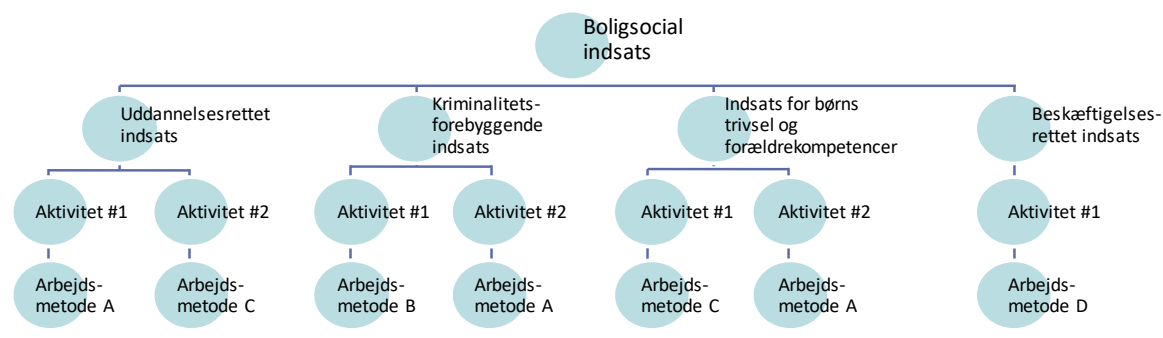 Boligsocial
indsats
Uddannelsesrettet
indsats
Kriminalitets-
forebyggende
indsats
Indsats for børns
trivsel og
forældrekompetencer
Beskæftigelses-
rettet indsats
Aktivitet #1
Aktivitet #2
Aktivitet #1
Aktivitet #2
Aktivitet #1
Aktivitet #2
Aktivitet #1
Arbejds-
metode A
Arbejds-
metode C
Arbejds-
metode B
Arbejds-
metode A
Arbejds-
metode C
Arbejds-
metode A
Arbejds-
metode D